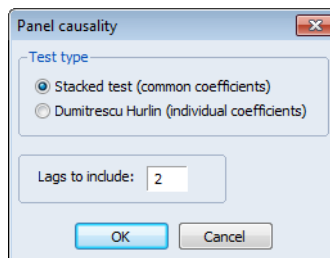 Panel causality
Test type
Stacked test (common coefficients)
Dumitrescu Hurlin (individual coefficients)
Lags to include: 2
OK Cancel